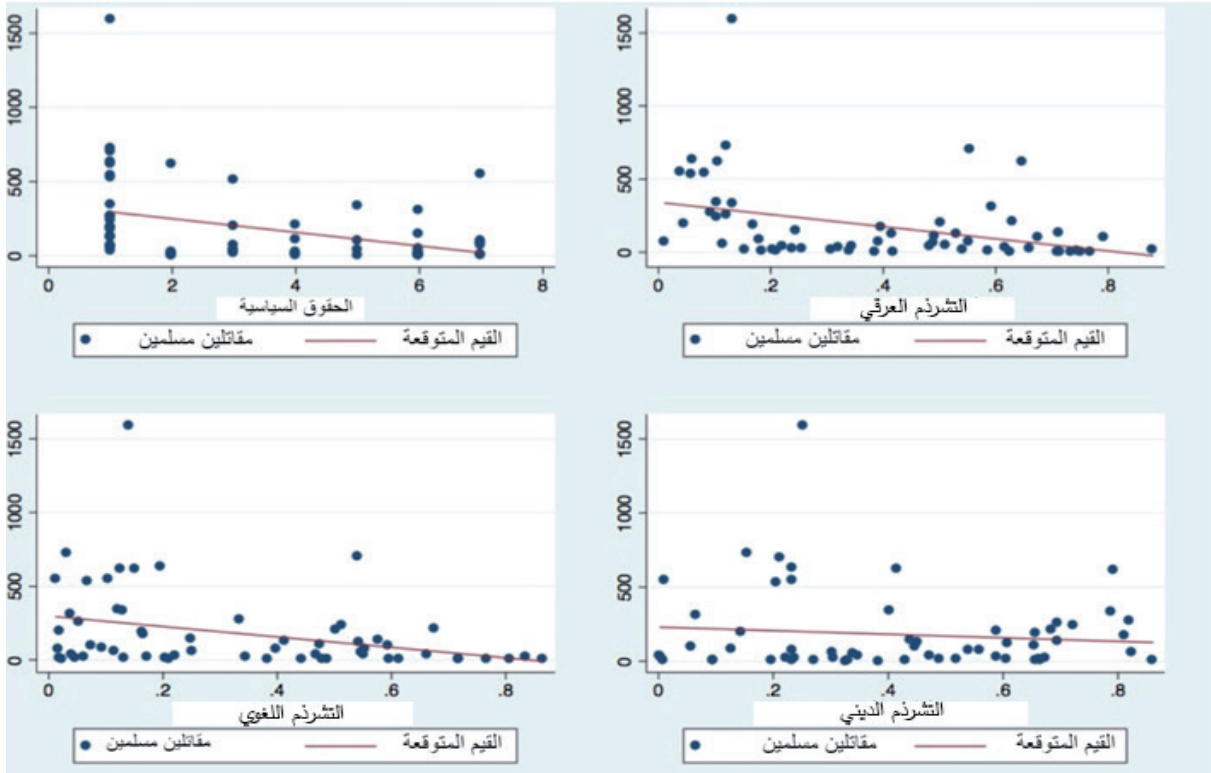 1500
1000
500
0
0 2 4 6 8
الحقوق السياسية
مقاتلين مسلمين القيم المتوقعة
1500
1000
500
0
0 .2 .4 .6 .8
التشرذم العرقي
مقاتلين مسلمين القيم المتوقعة
1500
1000
500
0
0 .2 .4 .6 .8
التشرذم اللغوي
مقاتلين مسلمين القيم المتوقعة
1500
1000
500
0
0 .2 .4 .6 .8
التشرذم الديني
مقاتلين مسلمين القيم المتوقعة